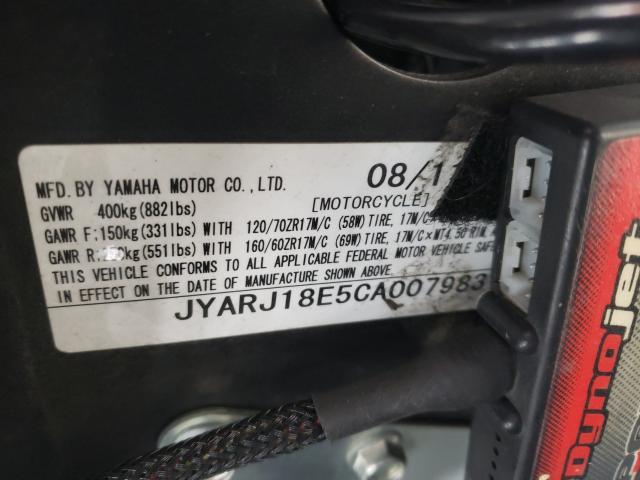 08/1
MFD. BY YAMAHA MOTOR CO., LTD.
GVWR 400kg(882lbs) [MOTORCYCLE]
GAWR F:150kg(331lbs)WITH 120/70ZR17M/C (58W)TIRE, 17M/C×
GAWR R: (551lbs)WITH 160/60ZR17M/C (69W)TIRE, 17M/C×MT4.50 RIM,
THIS VEHICLE CONFORMS TO ALL APPLICABLE FEDERAL MOTOR VEHICLE SAFE
IN EFFECT ON THE DATE OF MANUFACTURE SHOWN ABOVE.
JYARJ18E5CA007983
Dynojet